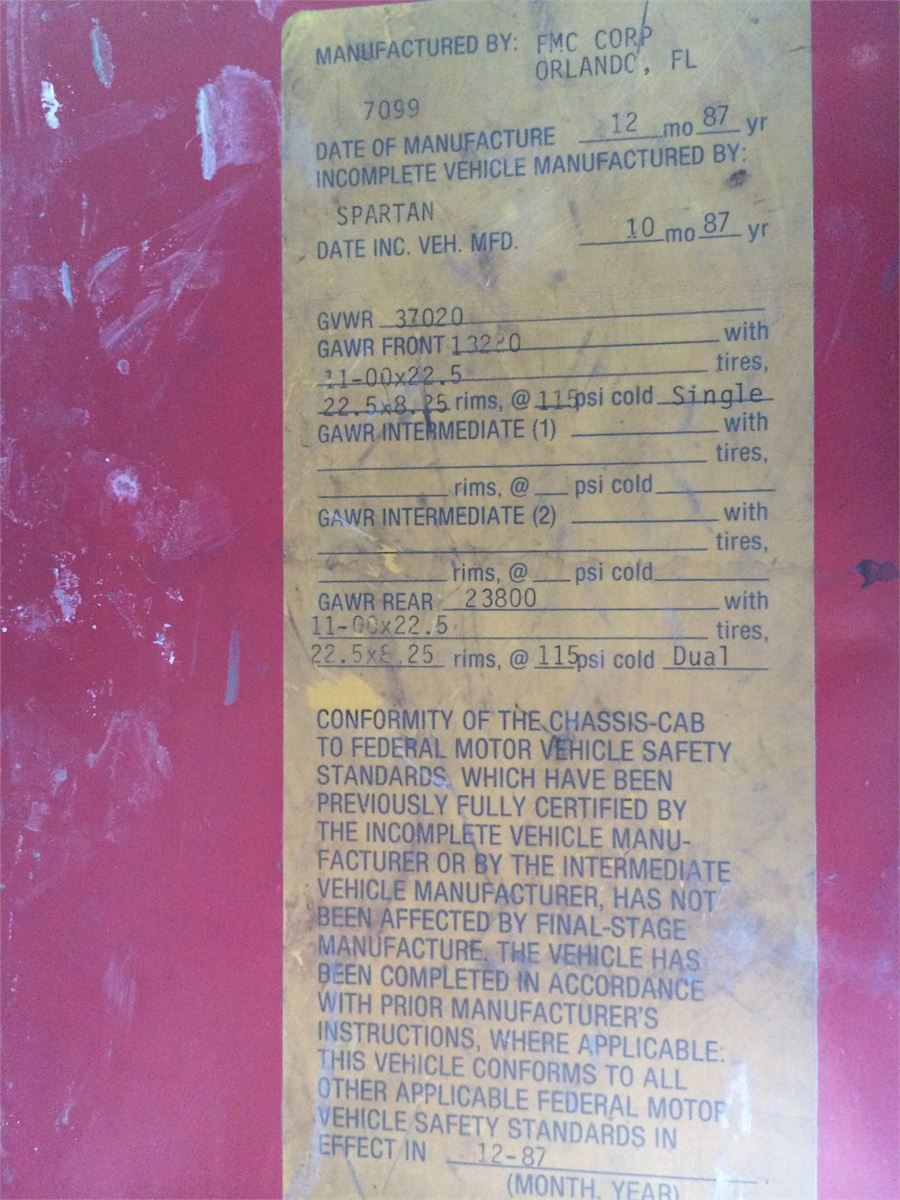 MANUFACTURED BY: FMC CORP
ORLANDO, FL
7099
DATE OF MANUFACTURE 12 mo 87 yr
INCOMPLETE VEHICLE MANUFACTURED BY:
SPARTAN
DATE INC. VEH. MFD. 10 mo 87 yr
GVWR 37020
GAWR FRONT 13220 with
11-00x22.5 tires,
22.5x8.25 rims, @ 115 psi cold Single
GAWR INTERMEDIATE (1) with
tires,
rims, @ psi cold
GAWR INTERMEDIATE (2) with
tires,
rims, @ psi cold
GAWR REAR 23800 with
11-00x22.5 tires,
22.5x8.25 rims, @ 115 psi cold Dual
CONFORMITY OF THE CHASSIS-CAB
TO FEDERAL MOTOR VEHICLE SAFETY
STANDARDS, WHICH HAVE BEEN
PREVIOUSLY FULLY CERTIFIED BY
THE INCOMPLETE VEHICLE MANU-
FACTURER OR BY THE INTERMEDIATE
VEHICLE MANUFACTURER, HAS NOT
BEEN AFFECTED BY FINAL-STAGE
MANUFACTURE. THE VEHICLE HAS
BEEN COMPLETED IN ACCORDANCE
WITH PRIOR MANUFACTURER'S
INSTRUCTIONS, WHERE APPLICABLE.
THIS VEHICLE CONFORMS TO ALL
OTHER APPLICABLE FEDERAL MOTOR
VEHICLE SAFETY STANDARDS IN
EFFECT IN 12-87
(MONTH, YEAR)